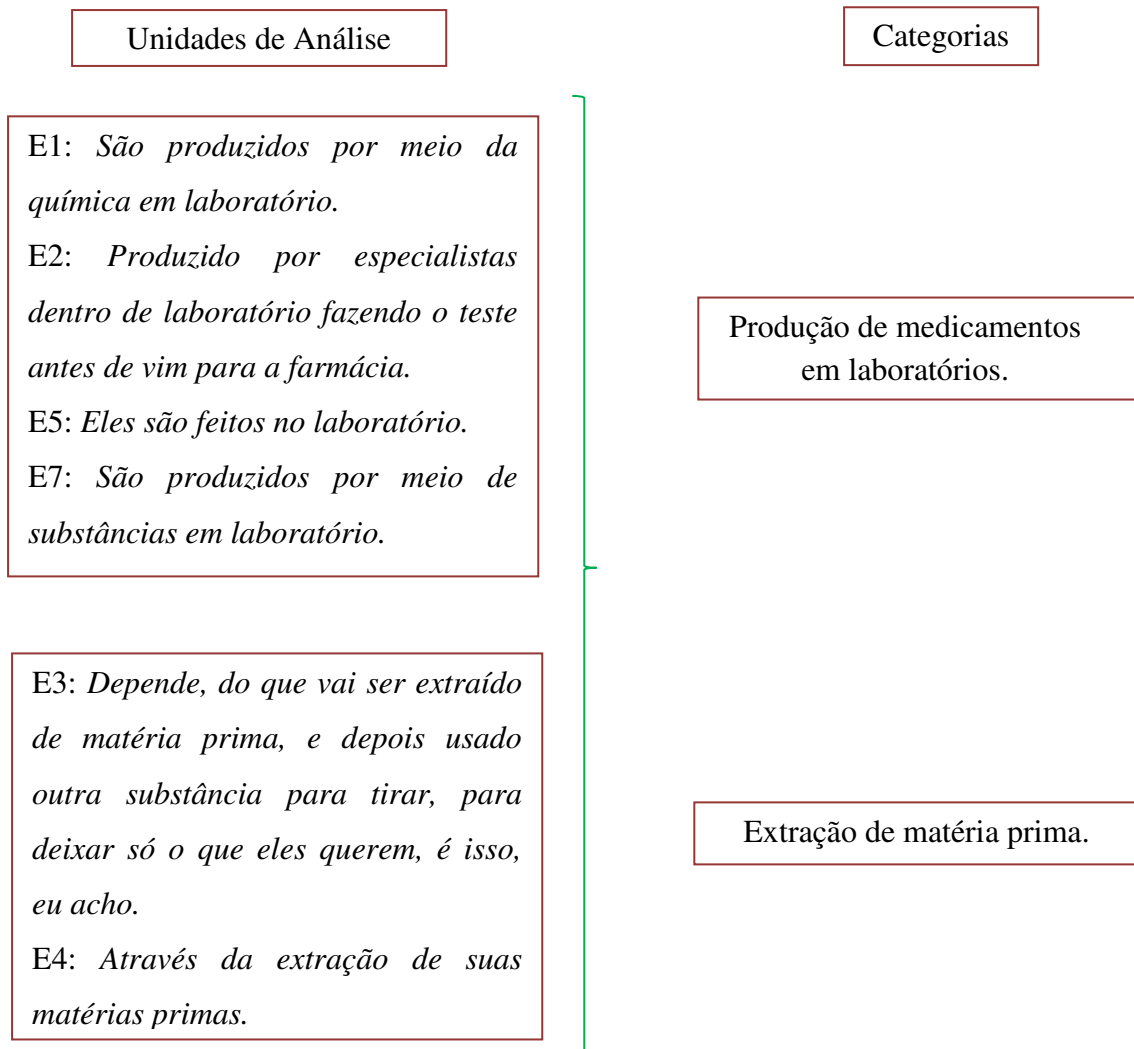 Unidades de Análise
Categorias
E1: São produzidos por meio da
química em laboratório.
E2: Produzido por especialistas
dentro de laboratório fazendo o teste
antes de vim para a farmácia.
E5: Eles são feitos no laboratório.
E7: São produzidos por meio de
substâncias em laboratório.
Produção de medicamentos
em laboratórios.
E3: Depende, do que vai ser extraído
de matéria prima, e depois usado
outra substância para tirar, para
deixar só o que eles querem, é isso,
eu acho.
E4: Através da extração de suas
matérias primas.
Extração de matéria prima.